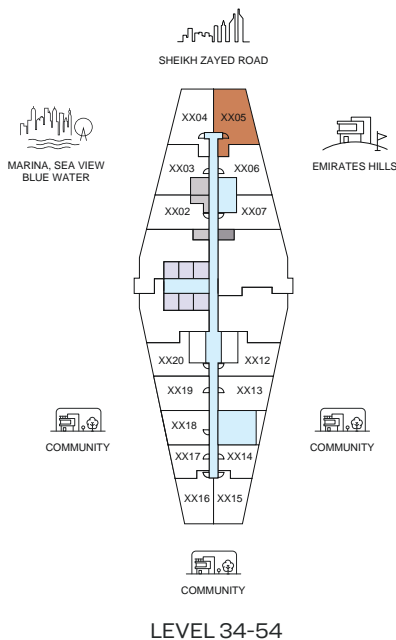 SHEIKH ZAYED ROAD
XX04 XX05
MARINA, SEA VIEW
BLUE WATER
EMIRATES HILLS
XX03 XX06
XX02 XX07
XX20 XX12
XX19 XX13
XX18
COMMUNITY
COMMUNITY
XX17 XX14
XX16 XX15
COMMUNITY
LEVEL 34-54